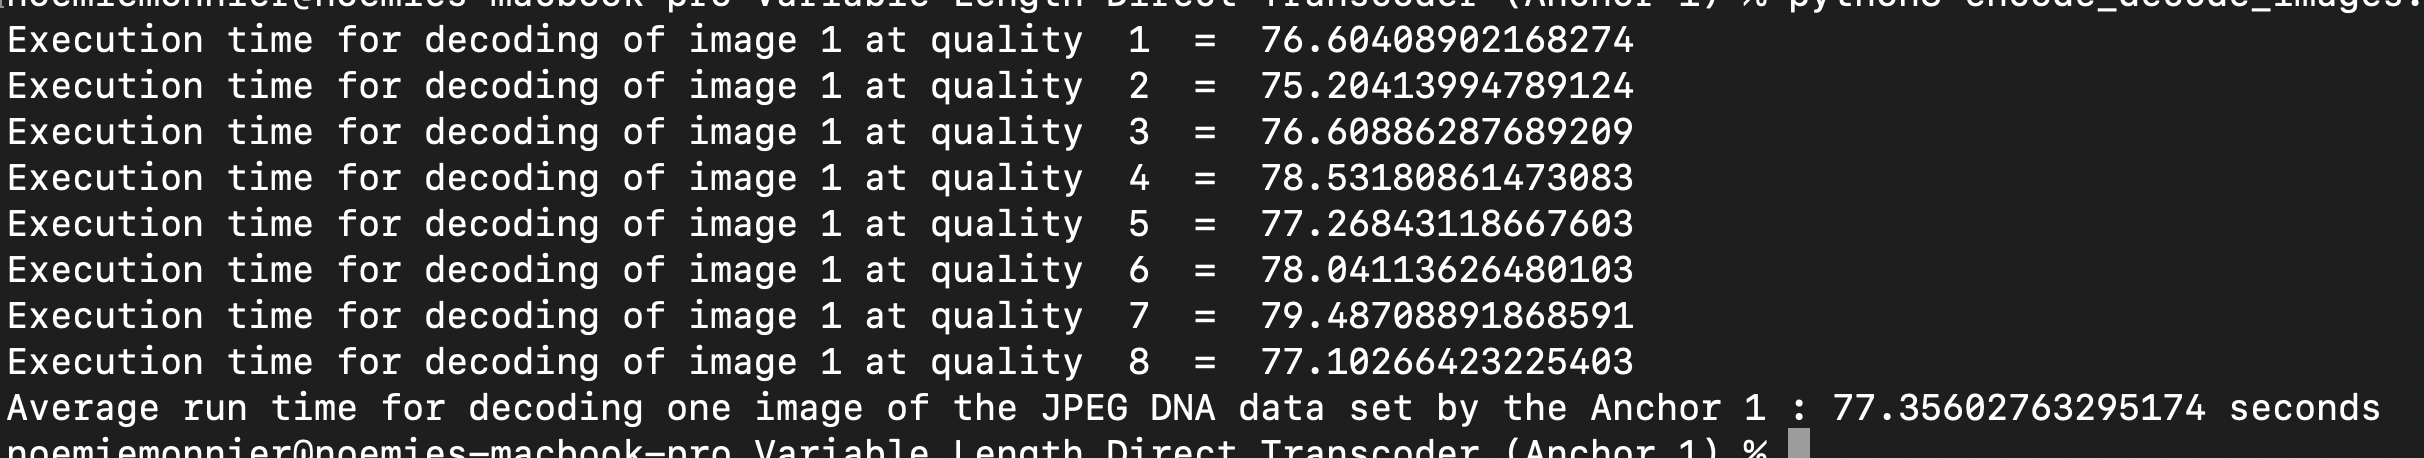 noemiemonnier@noemies-macbook-pro Variable Length Direct Transcoder (Anchor 1) % python3 encode_decode_images.
Execution time for decoding of image 1 at quality  1  =  76.60408902168274
Execution time for decoding of image 1 at quality  2  =  75.20413994789124
Execution time for decoding of image 1 at quality  3  =  76.60886287689209
Execution time for decoding of image 1 at quality  4  =  78.53180861473083
Execution time for decoding of image 1 at quality  5  =  77.26843118667603
Execution time for decoding of image 1 at quality  6  =  78.04113626480103
Execution time for decoding of image 1 at quality  7  =  79.48708891868591
Execution time for decoding of image 1 at quality  8  =  77.10266423225403
Average run time for decoding one image of the JPEG DNA data set by the Anchor 1 : 77.35602763295174 seconds
noemiemonnier@noemies-macbook-pro Variable Length Direct Transcoder (Anchor 1) %